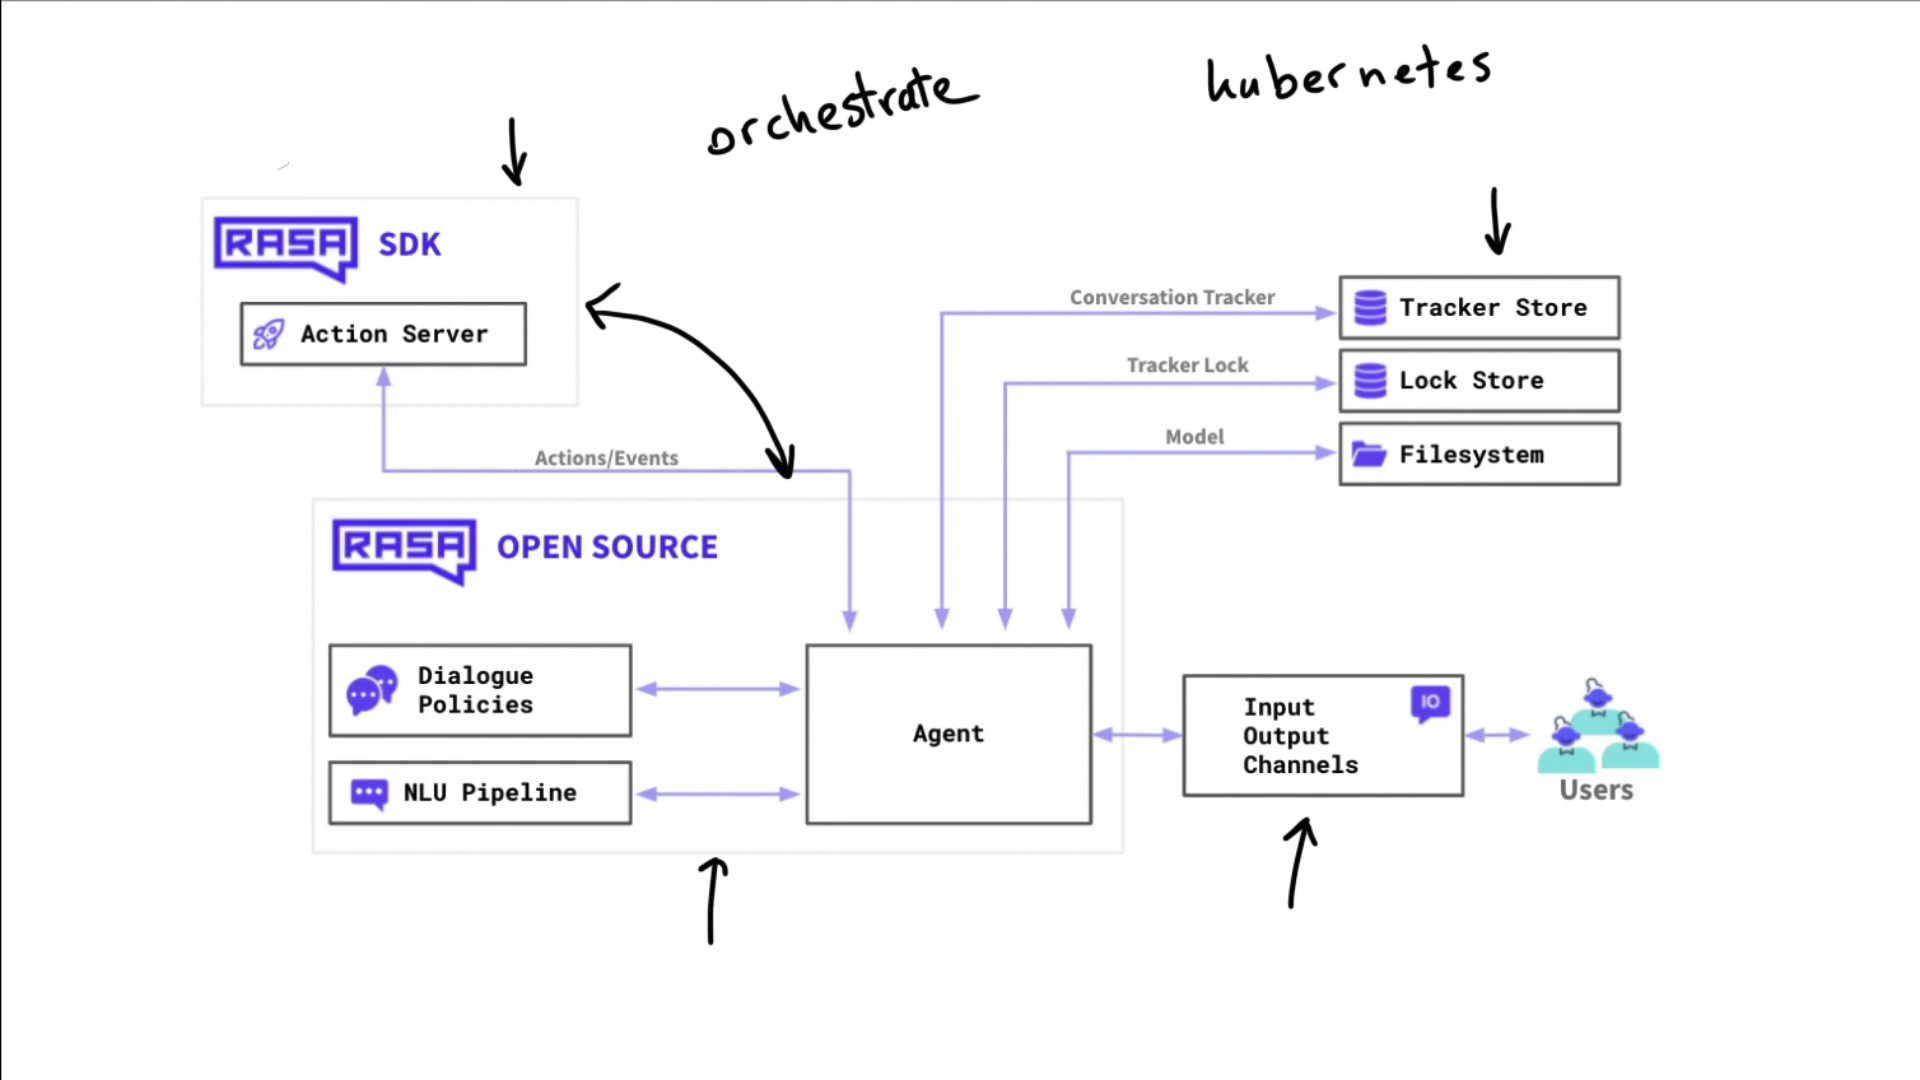 orchestrate
kubernetes
RASA SDK
Action Server
Actions/Events
Conversation Tracker
Tracker Lock
Model
Tracker Store
Lock Store
Filesystem
RASA OPEN SOURCE
Dialogue
Policies
NLU Pipeline
Agent
Input
Output
Channels
IO
Users